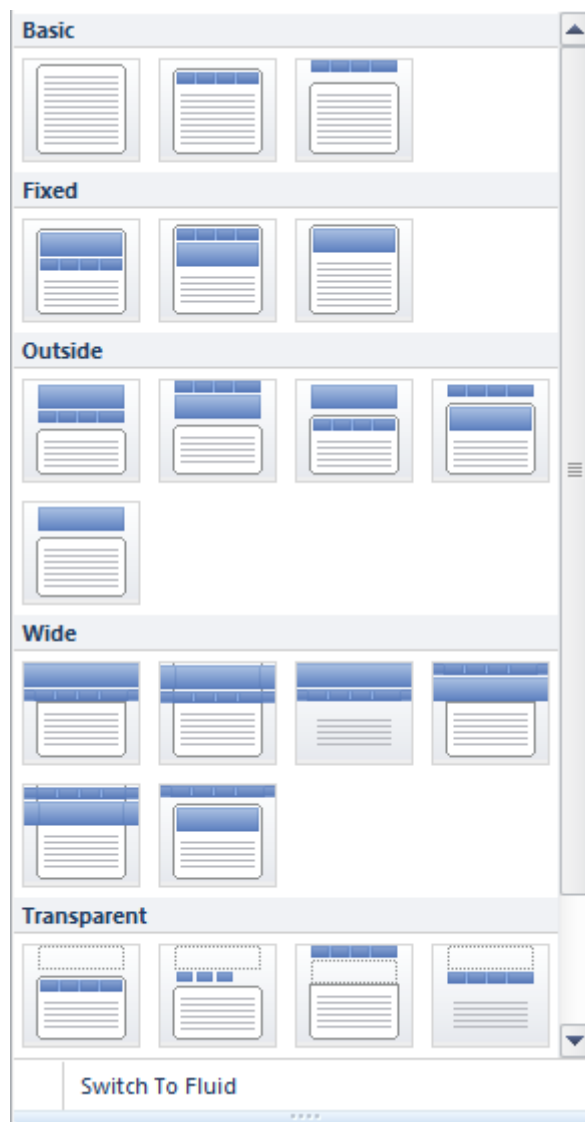 Basic
Fixed
Outside
Wide
Transparent
Switch To Fluid